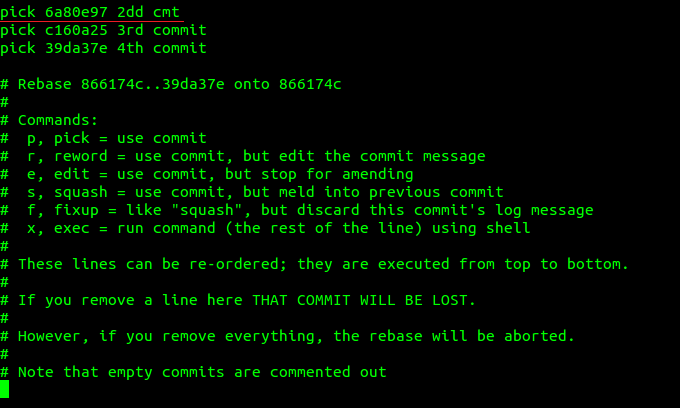 pick 6a80e97 2dd cmt
pick c160a25 3rd commit
pick 39da37e 4th commit
# Rebase 866174c..39da37e onto 866174c
#
# Commands:
#  p, pick = use commit
#  r, reword = use commit, but edit the commit message
#  e, edit = use commit, but stop for amending
#  s, squash = use commit, but meld into previous commit
#  f, fixup = like "squash", but discard this commit's log message
#  x, exec = run command (the rest of the line) using shell
#
# These lines can be re-ordered; they are executed from top to bottom.
#
# If you remove a line here THAT COMMIT WILL BE LOST.
#
# However, if you remove everything, the rebase will be aborted.
#
# Note that empty commits are commented out